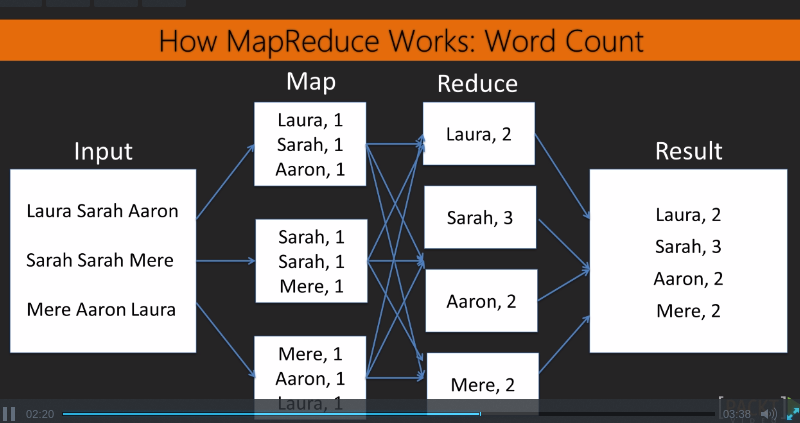 How MapReduce Works: Word Count
Input
Laura Sarah Aaron
Sarah Sarah Mere
Mere Aaron Laura
Map
Laura, 1
Sarah, 1
Aaron, 1
Sarah, 1
Sarah, 1
Mere, 1
Mere, 1
Aaron, 1
Laura, 1
Reduce
Laura, 2
Sarah, 3
Aaron, 2
Mere, 2
Result
Laura, 2
Sarah, 3
Aaron, 2
Mere, 2
02:20
03:38